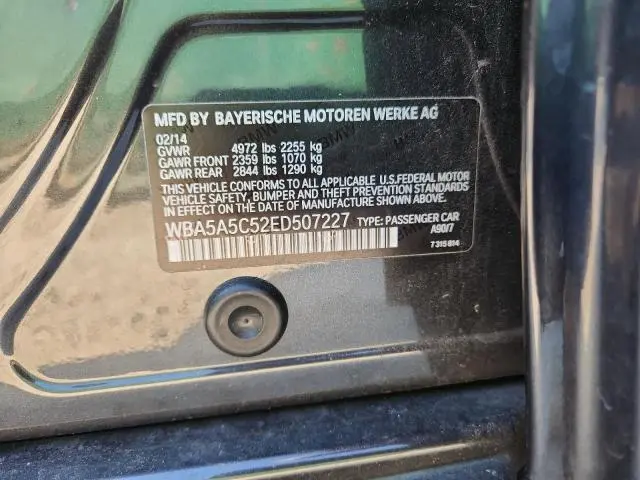 MFD BY BAYERISCHE MOTOREN WERKE AG
02/14
GVWR 4972 lbs 2255 kg
GAWR FRONT 2359 lbs 1070 kg
GAWR REAR 2844 lbs 1290 kg
THIS VEHICLE CONFORMS TO ALL APPLICABLE U.S.FEDERAL MOTOR
VEHICLE SAFETY, BUMPER, AND THEFT PREVENTION STANDARDS
IN EFFECT ON THE DATE OF MANUFACTURE SHOWN ABOVE.
WBA5A5C52ED507227 TYPE: PASSENGER CAR
A90/7
7 315 814